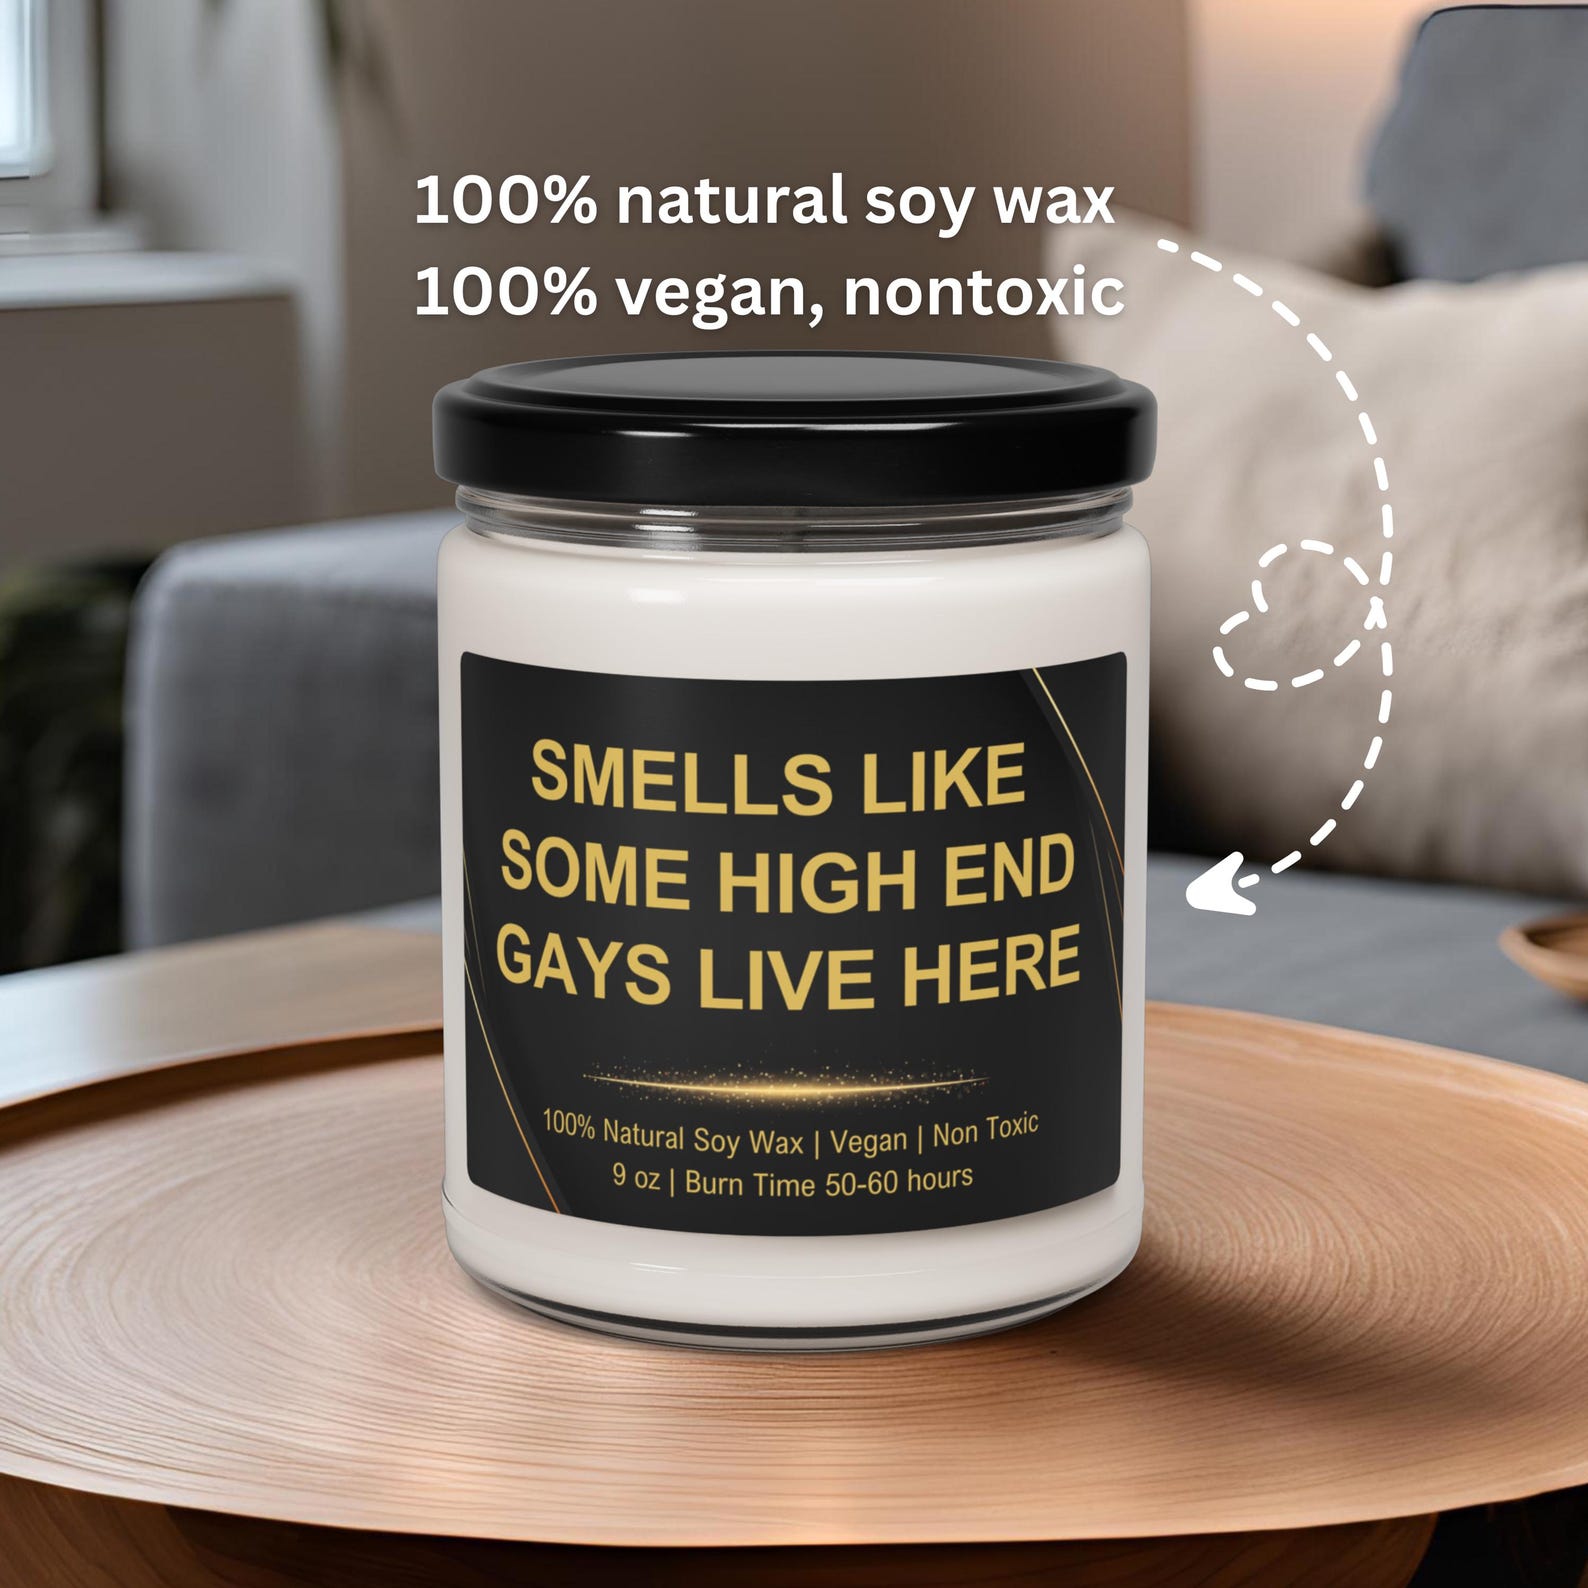 100% natural soy wax
100% vegan, nontoxic
SMELLS LIKE
SOME HIGH END
GAYS LIVE HERE
100% Natural Soy Wax | Vegan | Non Toxic
9 oz | Burn Time 50-60 hours